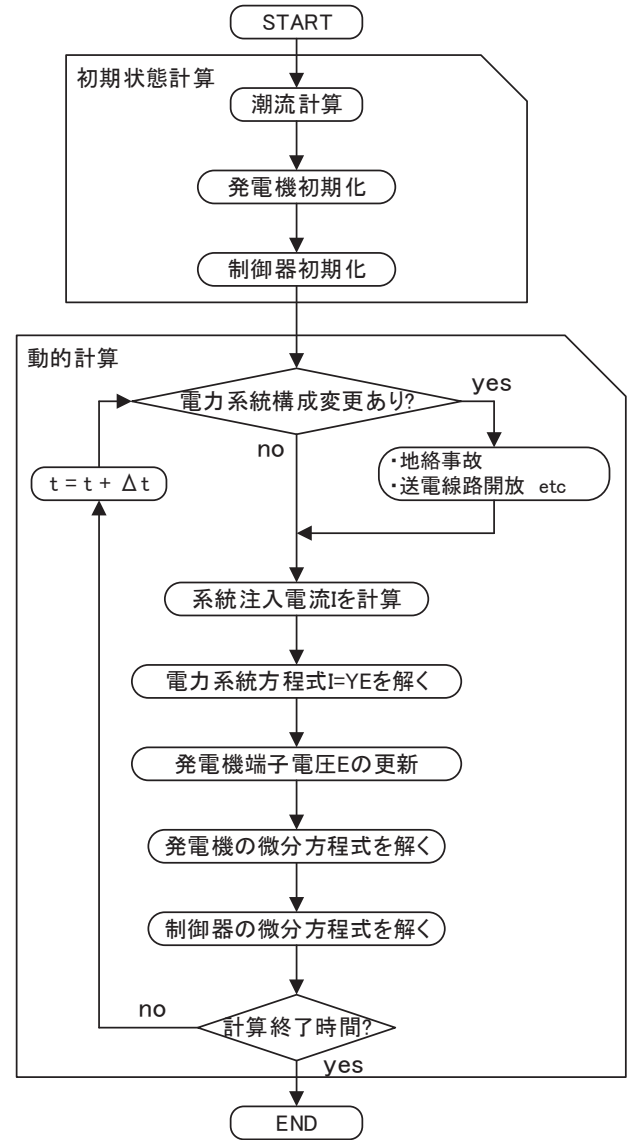 START
初期状態計算
潮流計算
発電機初期化
制御器初期化
動的計算
電力系統構成変更あり?
yes
no
・地絡事故
・送電線路開放 etc
t = t + Δt
系統注入電流Iを計算
電力系統方程式I=YEを解く
発電機端子電圧Eの更新
発電機の微分方程式を解く
制御器の微分方程式を解く
計算終了時間?
no
yes
END